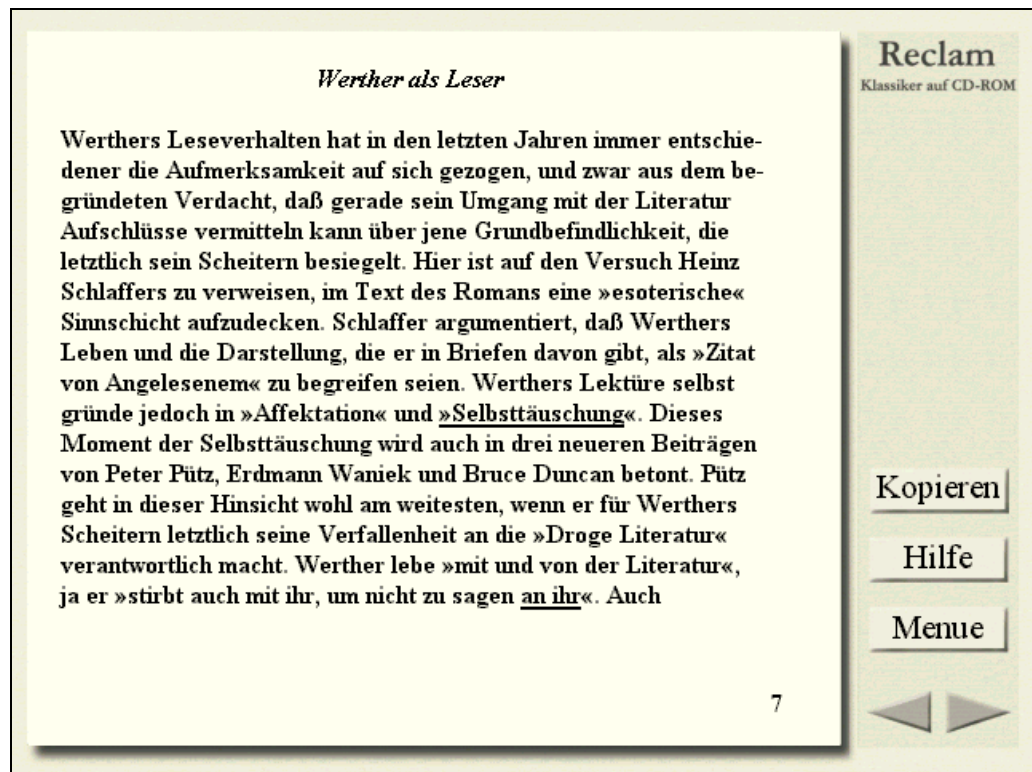 Werther als Leser
Werthers Leseverhalten hat in den letzten Jahren immer entschie-
dener die Aufmerksamkeit auf sich gezogen, und zwar aus dem be-
gründeten Verdacht, daß gerade sein Umgang mit der Literatur
Aufschlüsse vermitteln kann über jene Grundbefindlichkeit, die
letztlich sein Scheitern besiegelt. Hier ist auf den Versuch Heinz
Schlaffers zu verweisen, im Text des Romans eine »esoterische«
Sinnschicht aufzudecken. Schlaffer argumentiert, daß Werthers
Leben und die Darstellung, die er in Briefen davon gibt, als »Zitat
von Angelesenem« zu begreifen seien. Werthers Lektüre selbst
gründe jedoch in »Affektation« und »Selbsttäuschung«. Dieses
Moment der Selbsttäuschung wird auch in drei neueren Beiträgen
von Peter Pütz, Erdmann Waniek und Bruce Duncan betont. Pütz
geht in dieser Hinsicht wohl am weitesten, wenn er für Werthers
Scheitern letztlich seine Verfallenheit an die »Droge Literatur«
verantwortlich macht. Werther lebe »mit und von der Literatur«,
ja er »stirbt auch mit ihr, um nicht zu sagen an ihr«. Auch
7
Reclam
Klassiker auf CD-ROM
Kopieren
Hilfe
Menue